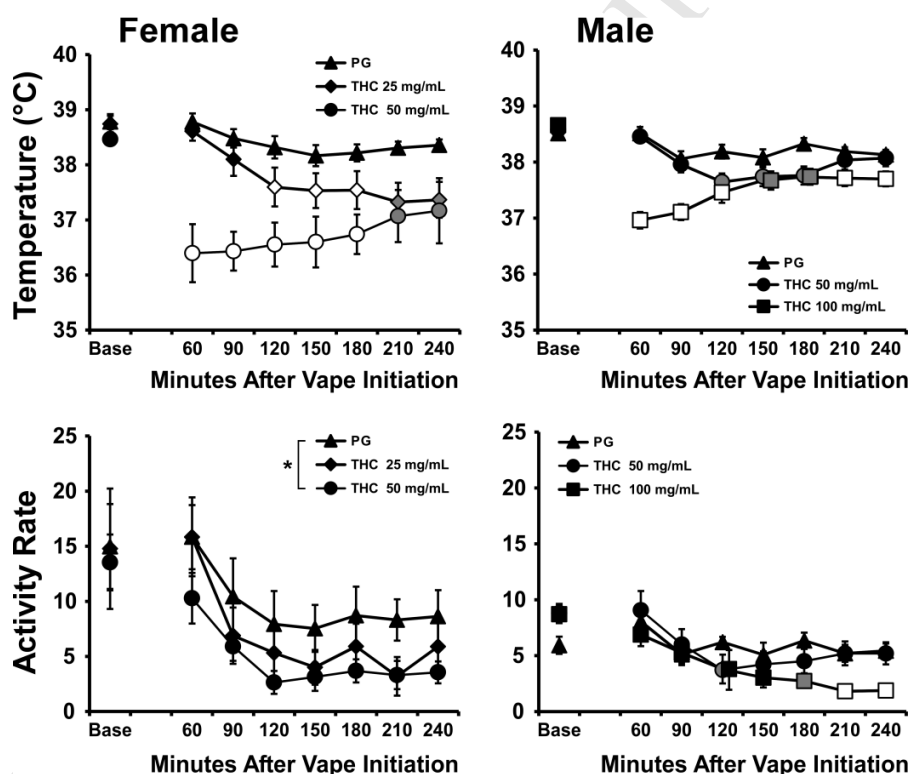 Female
Male
Temperature (°C)
40
39
38
37
36
35
PG
THC 25 mg/mL
THC 50 mg/mL
Base 60 90 120 150 180 210 240
Minutes After Vape Initiation
40
39
38
37
36
35
PG
THC 50 mg/mL
THC 100 mg/mL
Base 60 90 120 150 180 210 240
Minutes After Vape Initiation
Activity Rate
25
20
15
10
5
0
*
PG
THC 25 mg/mL
THC 50 mg/mL
Base 60 90 120 150 180 210 240
Minutes After Vape Initiation
25
20
15
10
5
0
PG
THC 50 mg/mL
THC 100 mg/mL
Base 60 90 120 150 180 210 240
Minutes After Vape Initiation